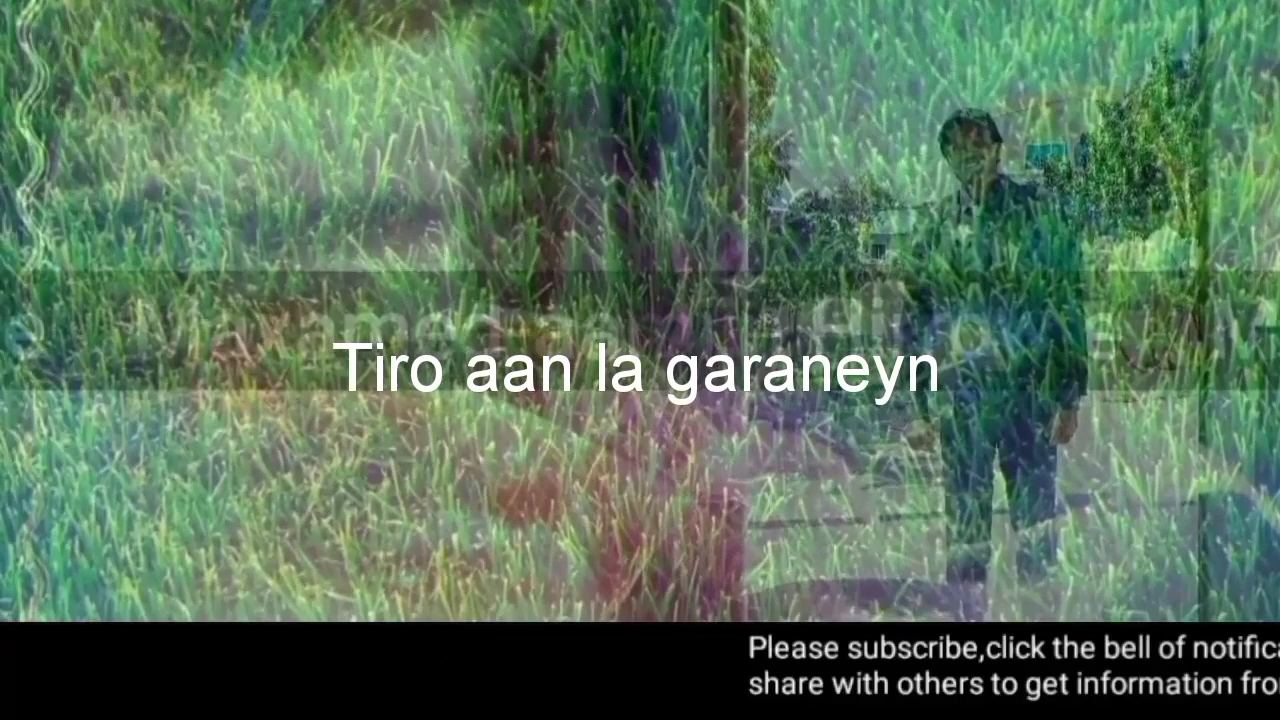 Tiro aan la garaneyn
Please subscribe,click the bell of notifica
share with others to get information fro